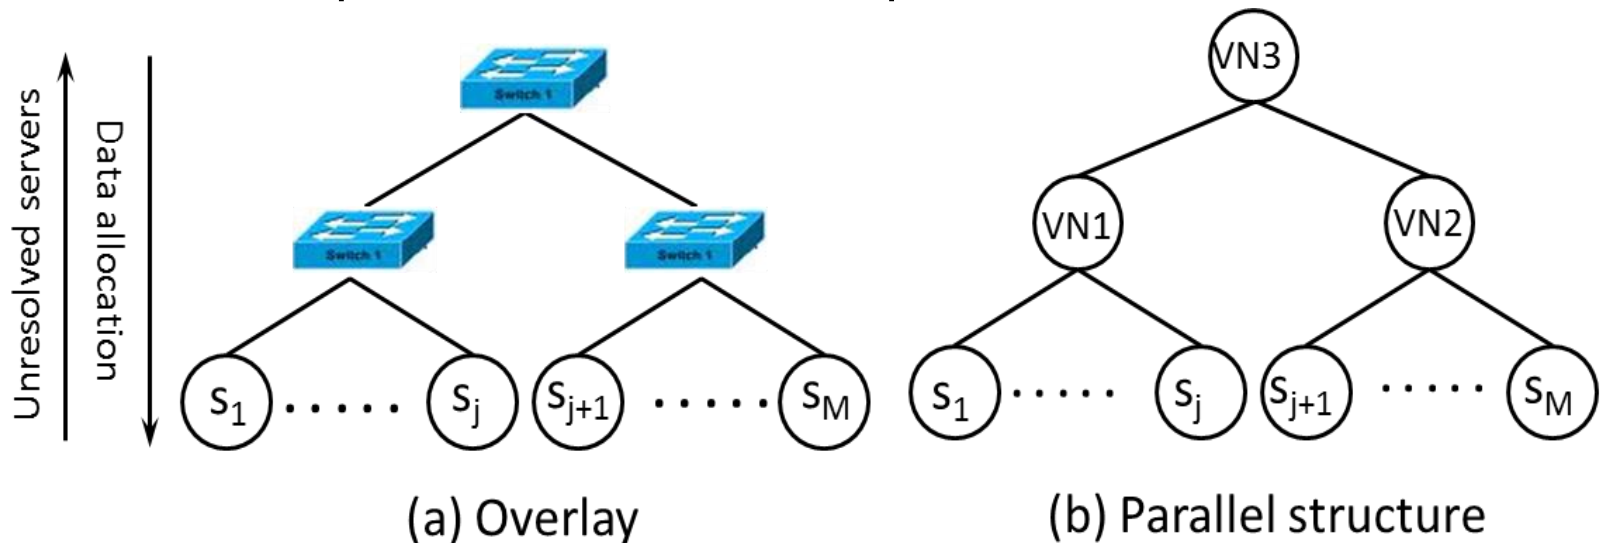 Unresolved servers
Data allocation
Switch 1
Switch 1
Switch 1
S1 ..... Sj Sj+1 ..... SM
(a) Overlay
VN3
VN1 VN2
S1 ..... Sj Sj+1 ..... SM
(b) Parallel structure